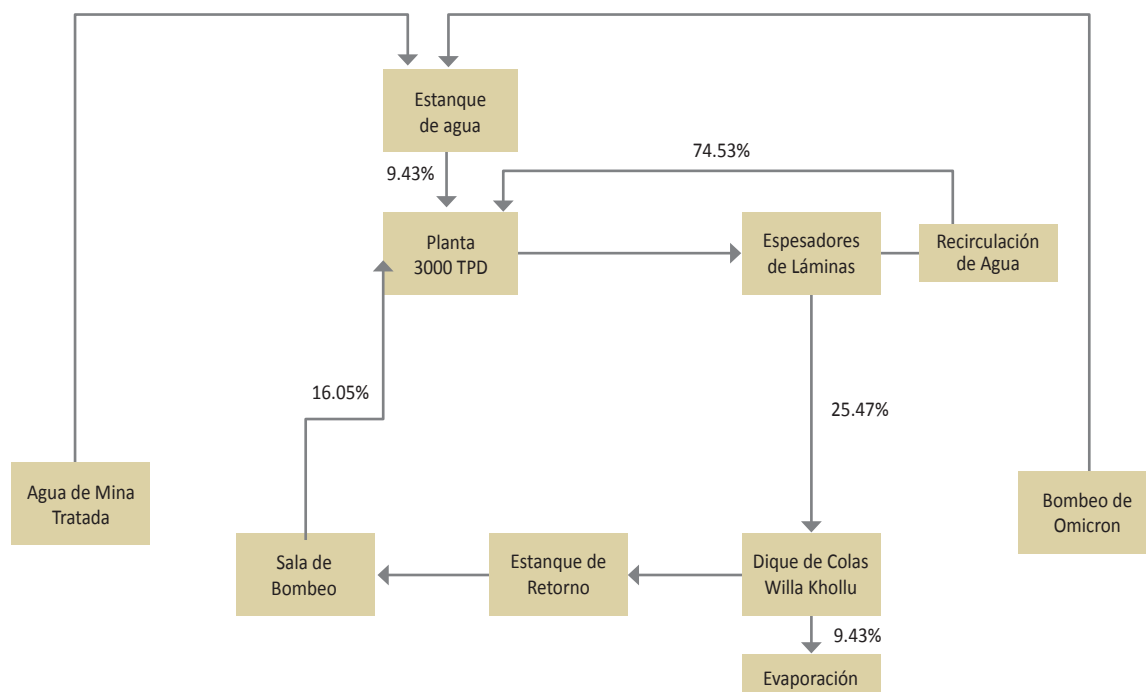 Estanque
de agua
74.53%
9.43%
Planta
3000 TPD
Espesadores
de Láminas
Recirculación
de Agua
16.05%
25.47%
Agua de Mina
Tratada
Bombeo de
Omicron
Sala de
Bombeo
Estanque de
Retorno
Dique de Colas
Willa Khollu
9.43%
Evaporación